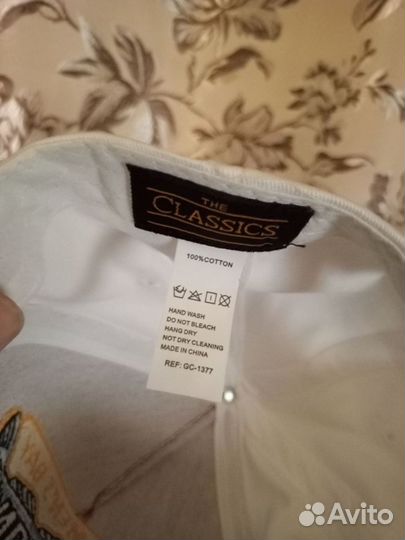 THE
CLASSICS
100%COTTON
HAND WASH
DO NOT BLEACH
HANG DRY
NOT DRY CLEANING
MADE IN CHINA
REF: GC-1377
Avito